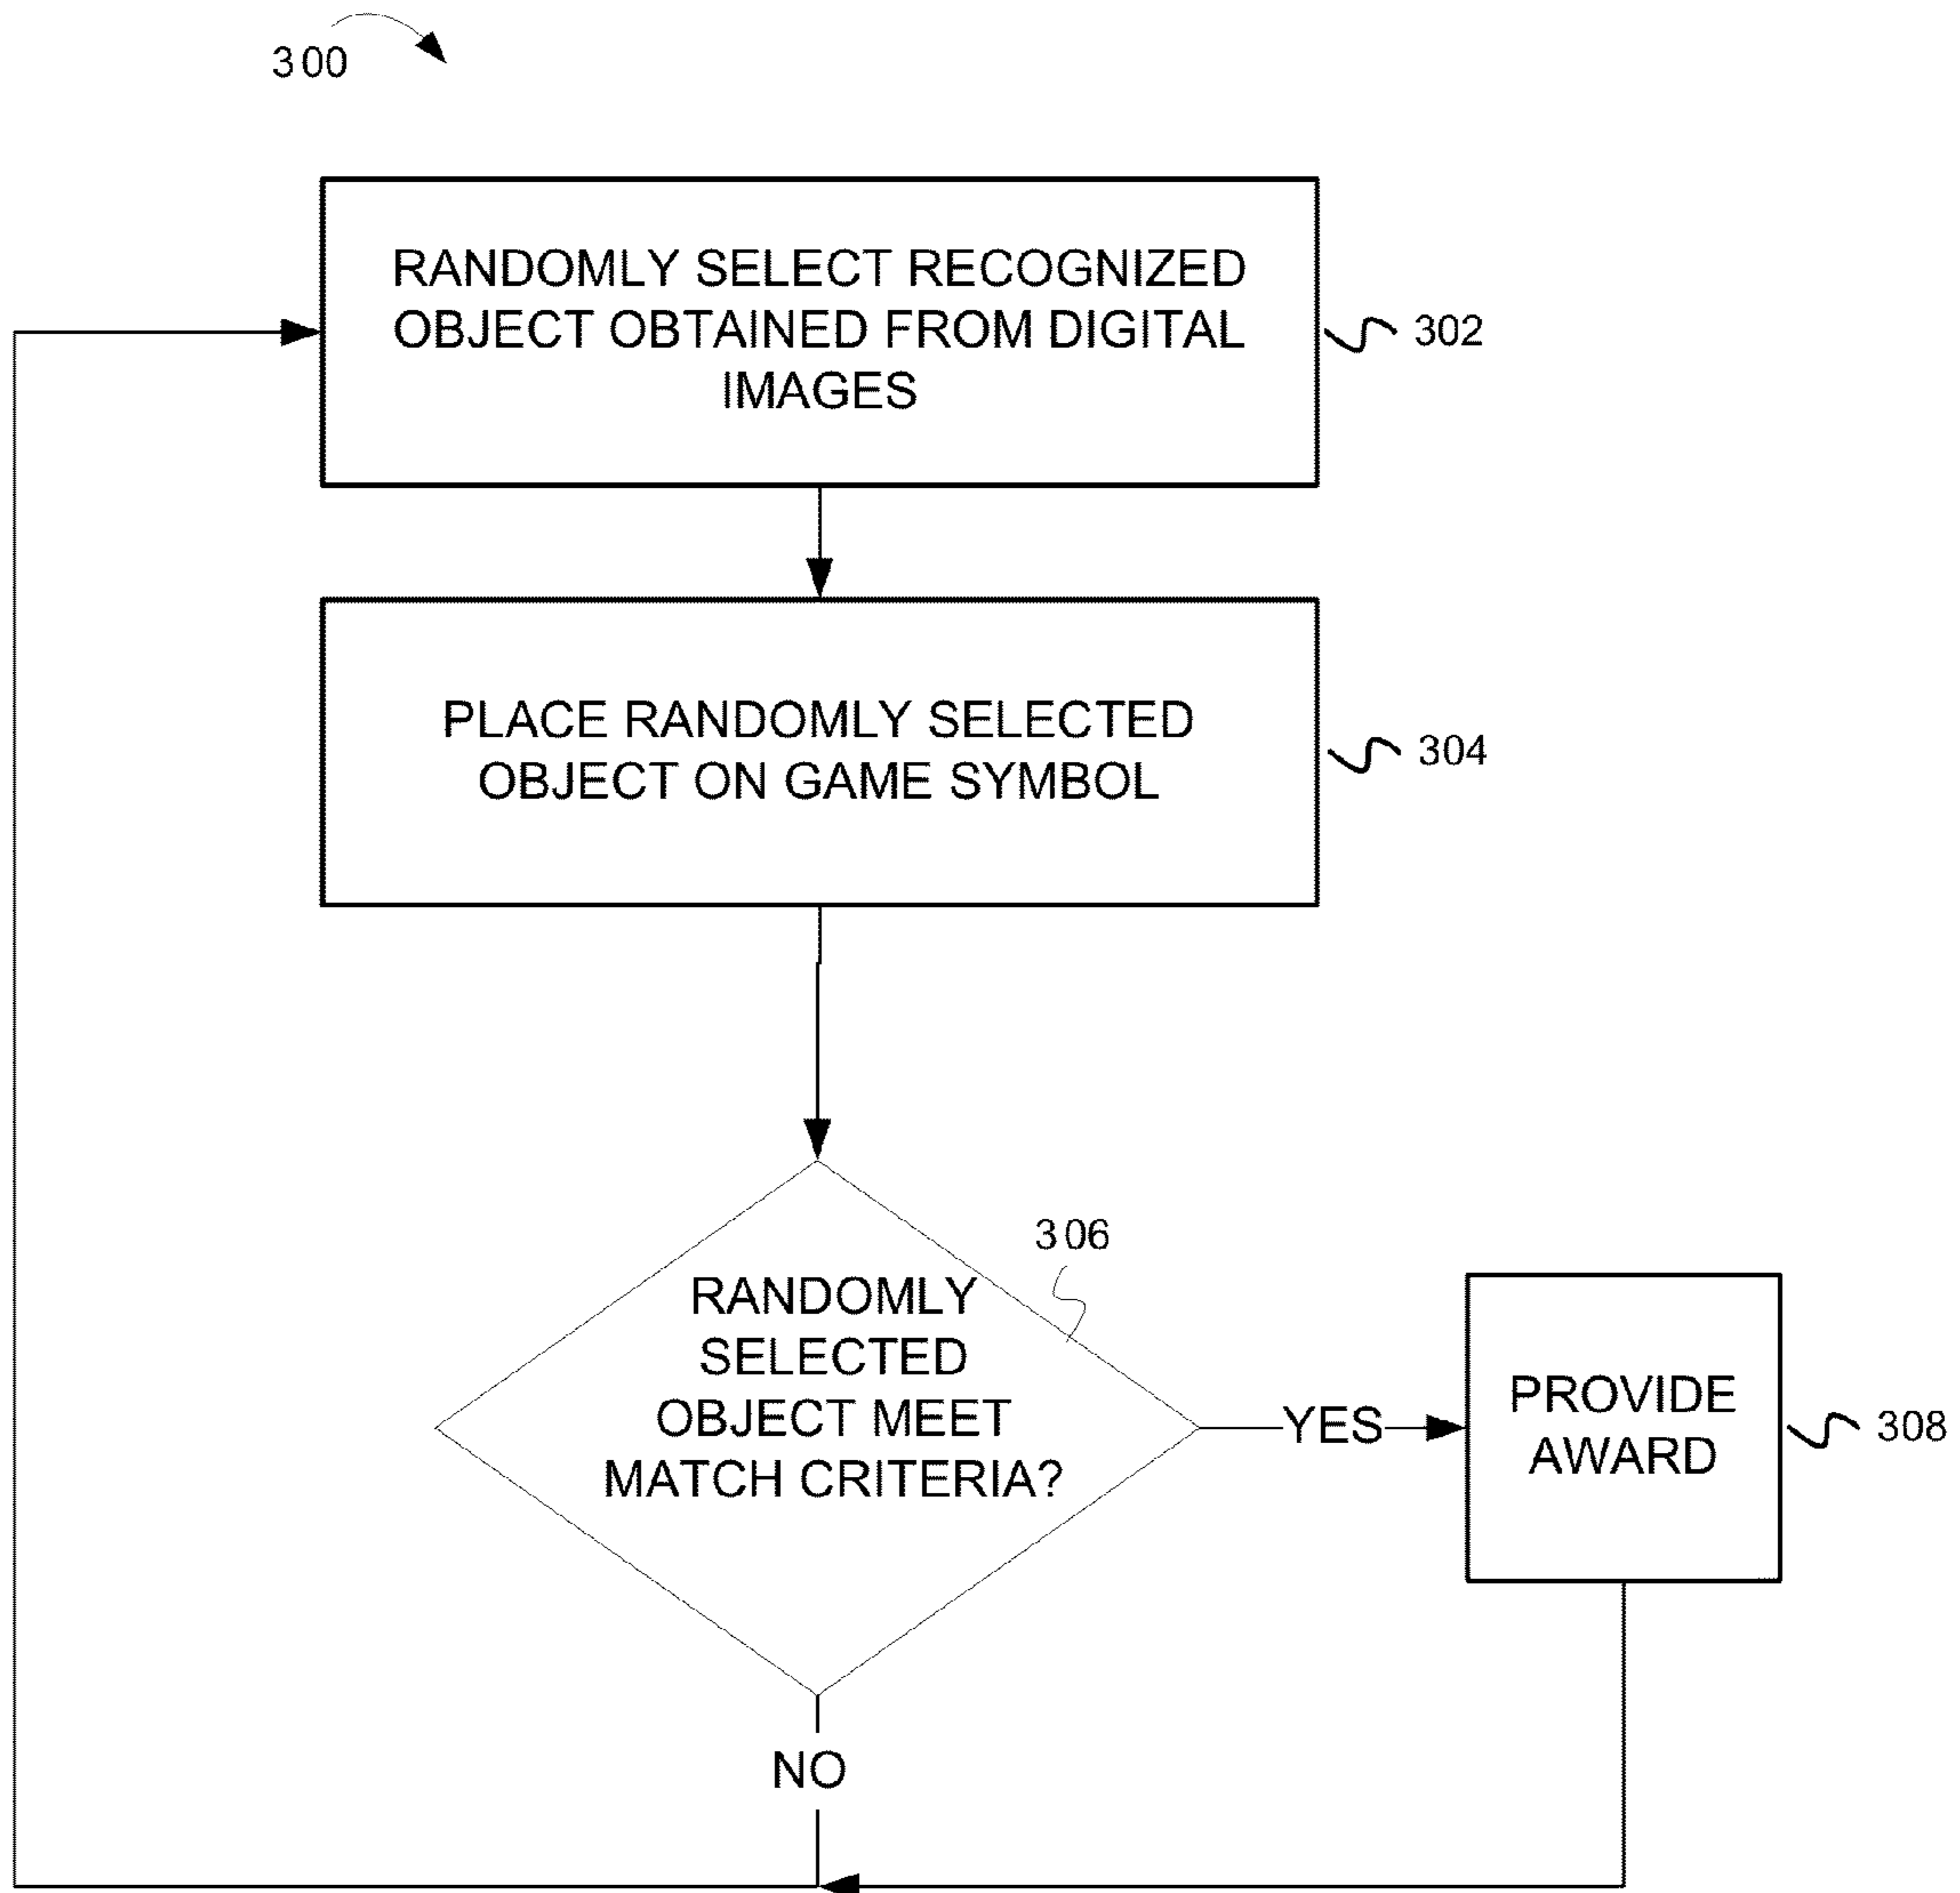 300
RANDOMLY SELECT RECOGNIZED
OBJECT OBTAINED FROM DIGITAL
IMAGES
302
PLACE RANDOMLY SELECTED
OBJECT ON GAME SYMBOL
304
306
RANDOMLY
SELECTED
OBJECT MEET
MATCH CRITERIA?
YES
PROVIDE
AWARD
308
NO